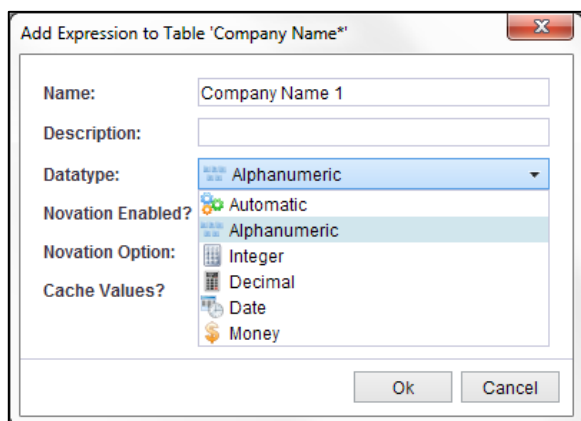 Add Expression to Table 'Company Name*'
Name: Company Name 1
Description:
Datatype: Alphanumeric
Novation Enabled? Automatic
Alphanumeric
Novation Option: Integer
Decimal
Cache Values? Date
Money
Ok Cancel